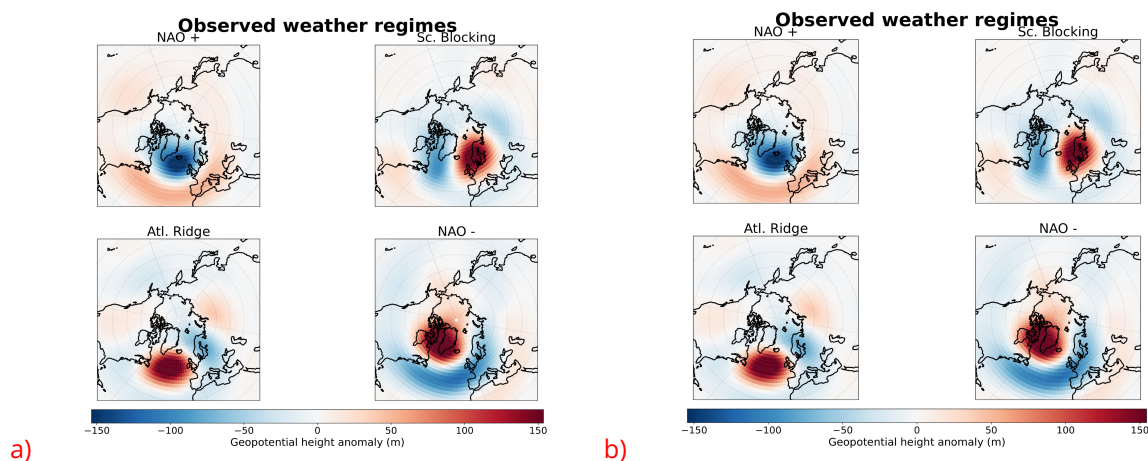 Observed weather regimes
NAO +
Sc. Blocking
Atl. Ridge
NAO -
−150 −100 −50 0 50 100 150
Geopotential height anomaly (m)
a)
Observed weather regimes
NAO +
Sc. Blocking
Atl. Ridge
NAO -
−150 −100 −50 0 50 100 150
Geopotential height anomaly (m)
b)